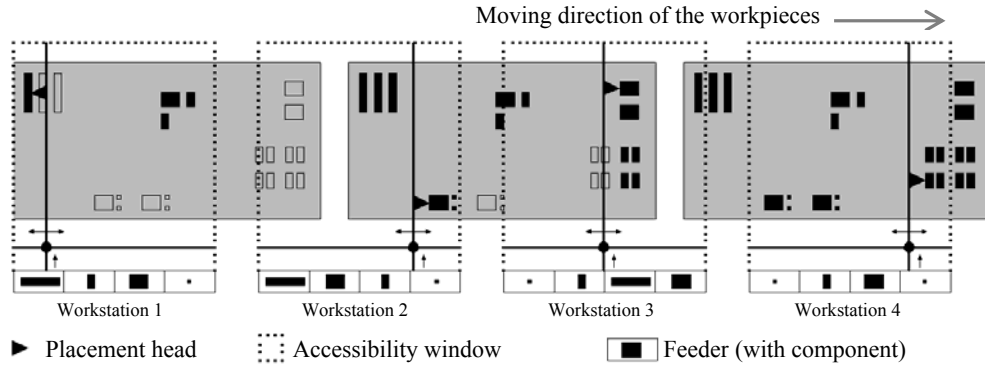 Moving direction of the workpieces
Workstation 1 Workstation 2 Workstation 3 Workstation 4
Placement head Accessibility window Feeder (with component)